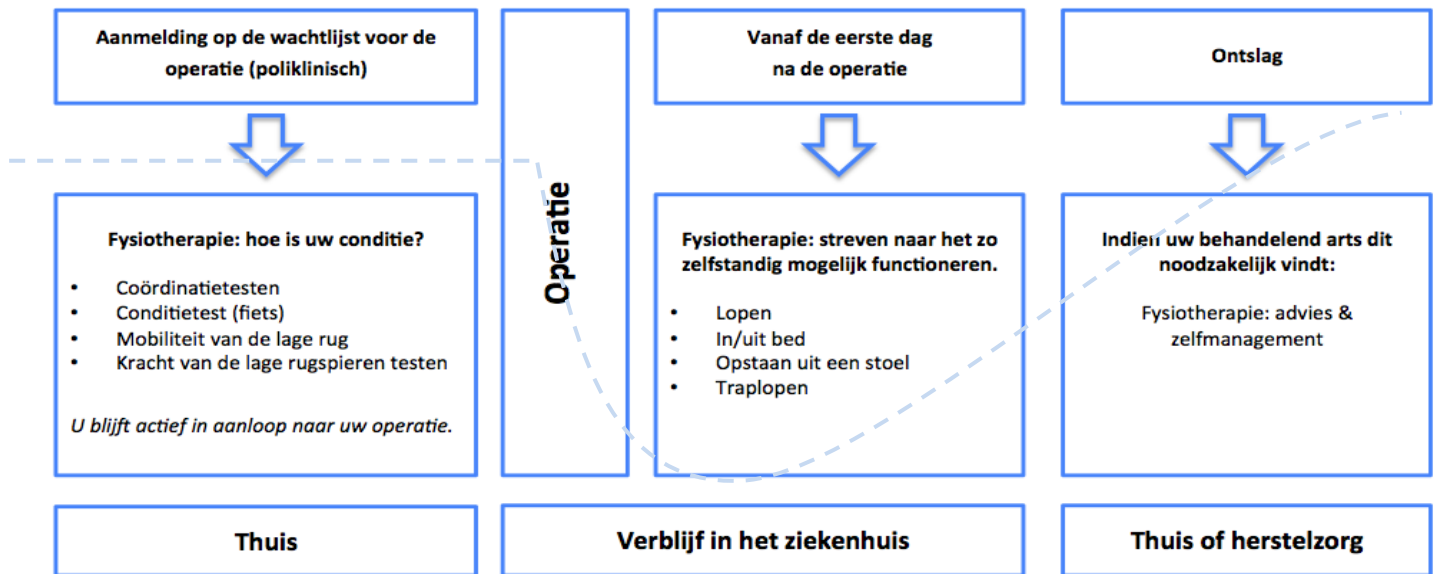 Aanmelding op de wachtlijst voor de
operatie (poliklinisch)
Fysiotherapie: hoe is uw conditie?
• Coördinatietesten
• Conditietest (fiets)
• Mobiliteit van de lage rug
• Kracht van de lage rugspieren testen
U blijft actief in aanloop naar uw operatie.
Thuis
Operatie
Vanaf de eerste dag
na de operatie
Fysiotherapie: streven naar het zo
zelfstandig mogelijk functioneren.
• Lopen
• In/uit bed
• Opstaan uit een stoel
• Traplopen
Verblijf in het ziekenhuis
Ontslag
Indien uw behandelend arts dit
noodzakelijk vindt:
Fysiotherapie: advies &
zelfmanagement
Thuis of herstelzorg